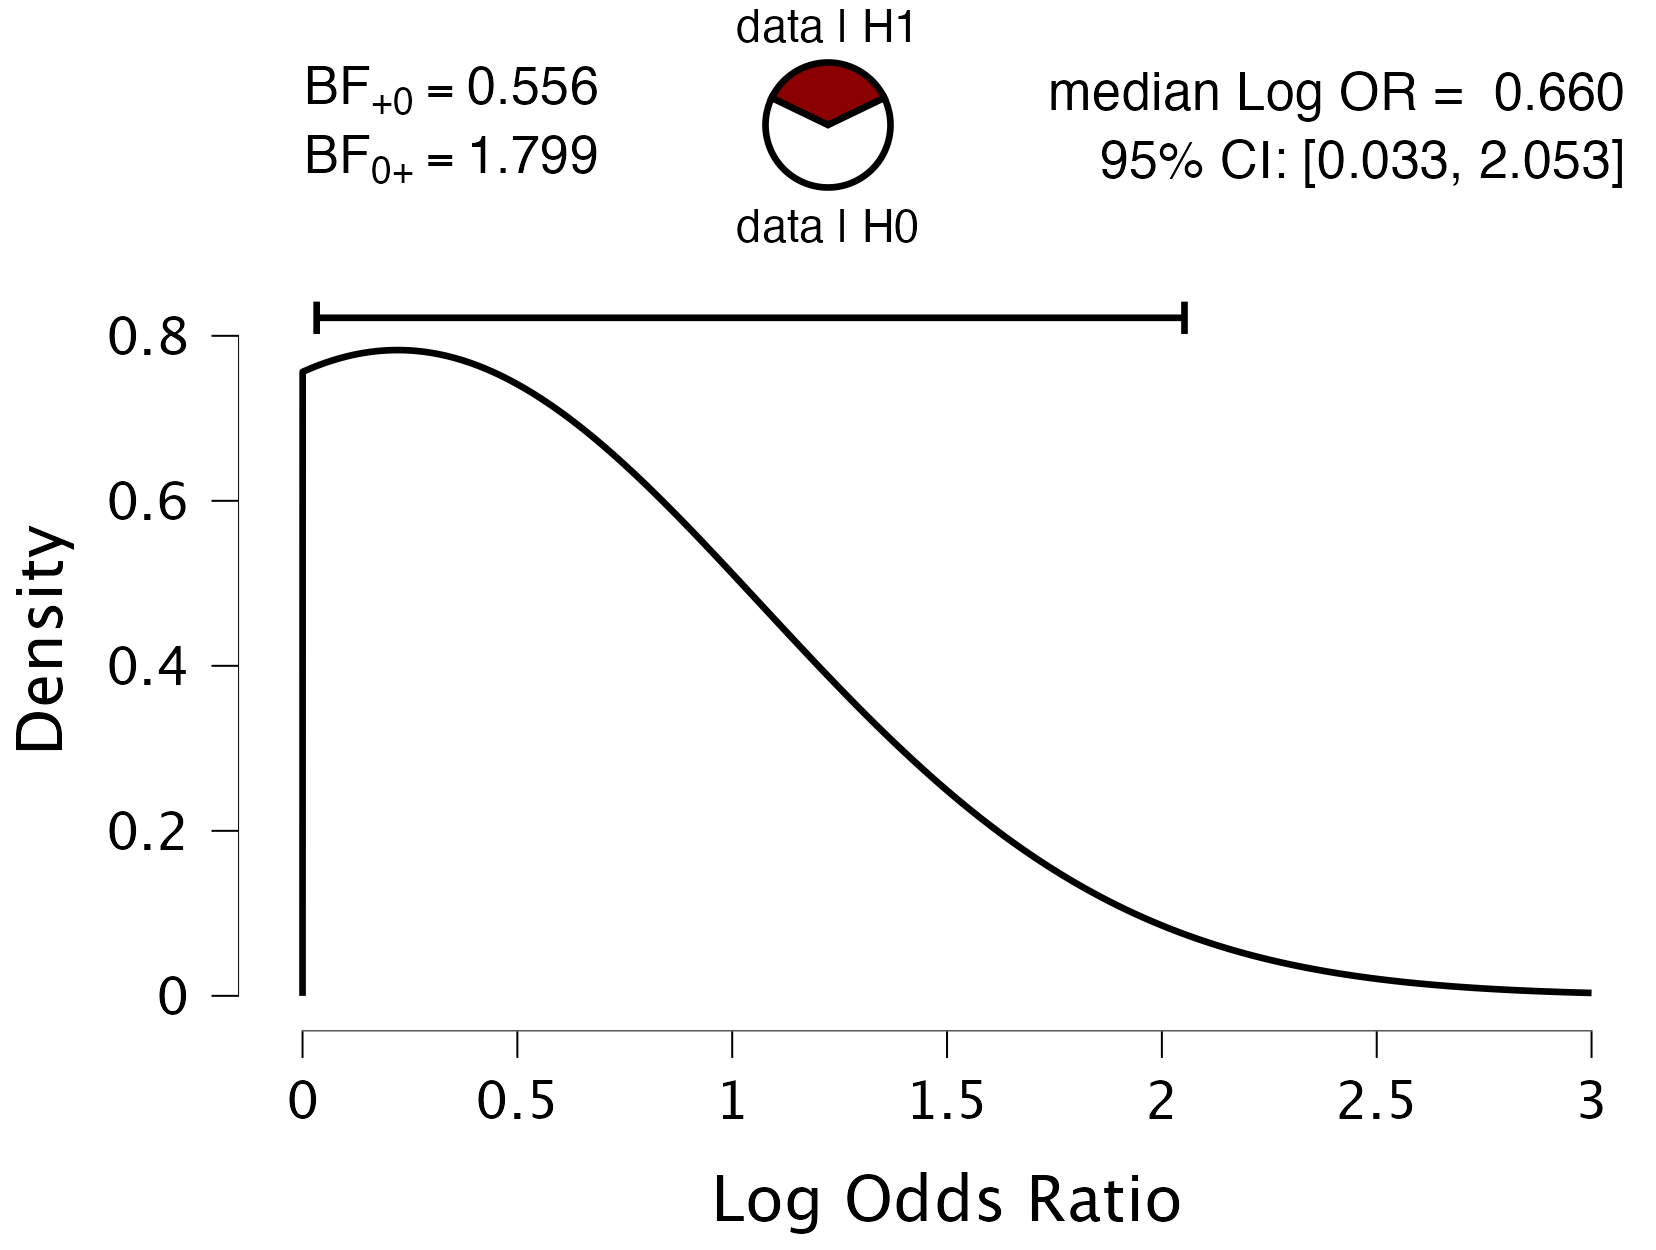 data | H1
BF+0 = 0.556
BF0+ = 1.799
median Log OR = 0.660
95% CI: [0.033, 2.053]
data | H0
0.8
0.6
0.4
0.2
0
Density
0 0.5 1 1.5 2 2.5 3
Log Odds Ratio